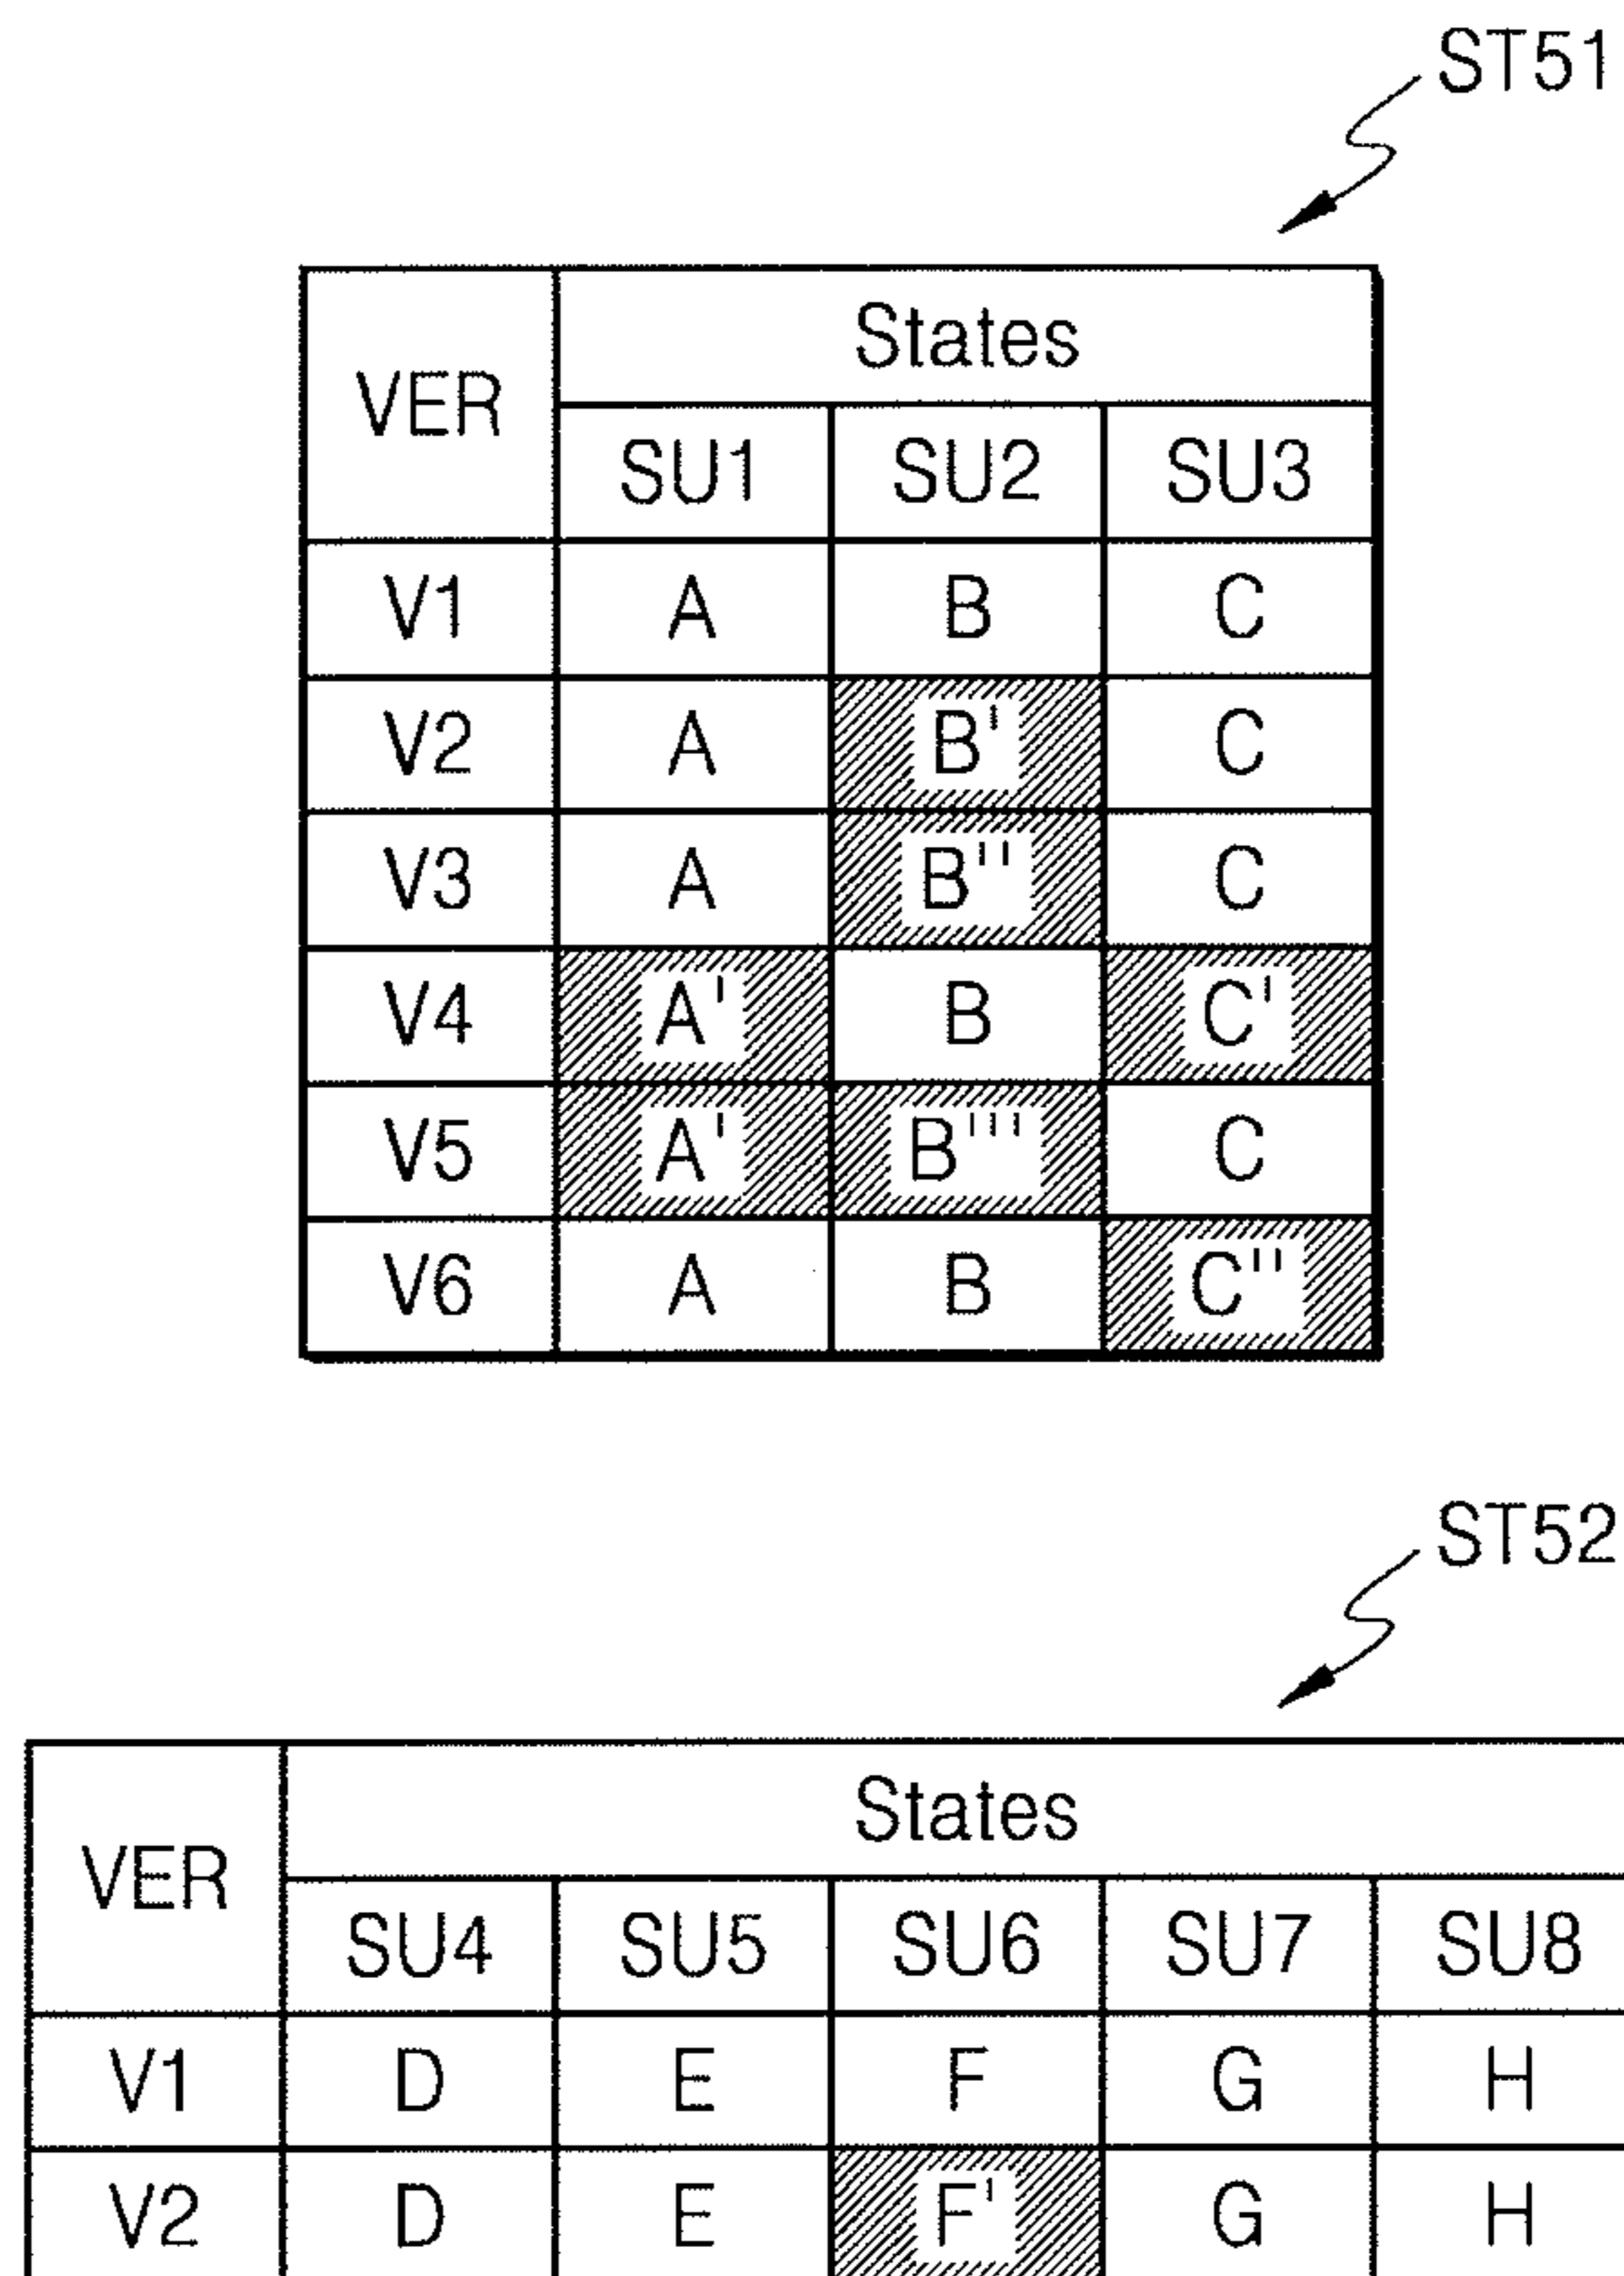 ST51
States
VER
SU1 SU2 SU3
V1 A B C
V2 A B' C
V3 A B'' C
V4 A' B C'
V5 A' B''' C
V6 A B C''
ST52
States
VER
SU4 SU5 SU6 SU7 SU8
V1 D E F G H
V2 D E F' G H